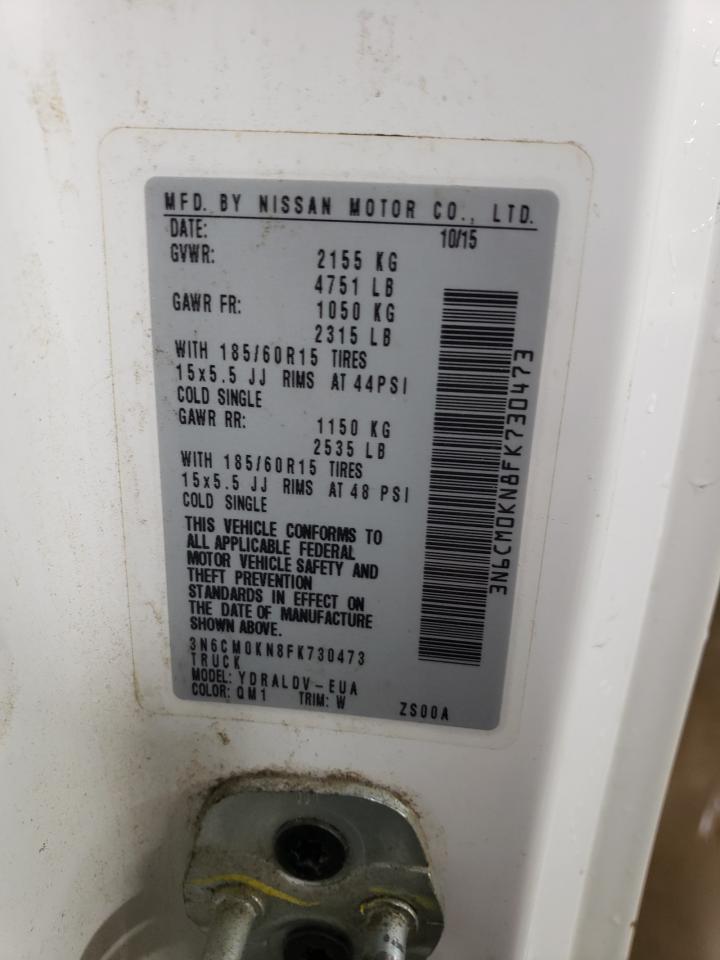 MFD. BY NISSAN MOTOR CO., LTD.
DATE: 10/15
GVWR: 2155 KG
4751 LB
GAWR FR: 1050 KG
2315 LB
WITH 185/60R15 TIRES
15x5.5 JJ RIMS AT 44PSI
COLD SINGLE
GAWR RR: 1150 KG
2535 LB
WITH 185/60R15 TIRES
15x5.5 JJ RIMS AT 48 PSI
COLD SINGLE
THIS VEHICLE CONFORMS TO
ALL APPLICABLE FEDERAL
MOTOR VEHICLE SAFETY AND
THEFT PREVENTION
STANDARDS IN EFFECT ON
THE DATE OF MANUFACTURE
SHOWN ABOVE.
3N6CM0KN8FK730473
TRUCK
MODEL: YDRALDV-EUA
COLOR: QM1 TRIM: W ZS00A
3N6CM0KN8FK730473